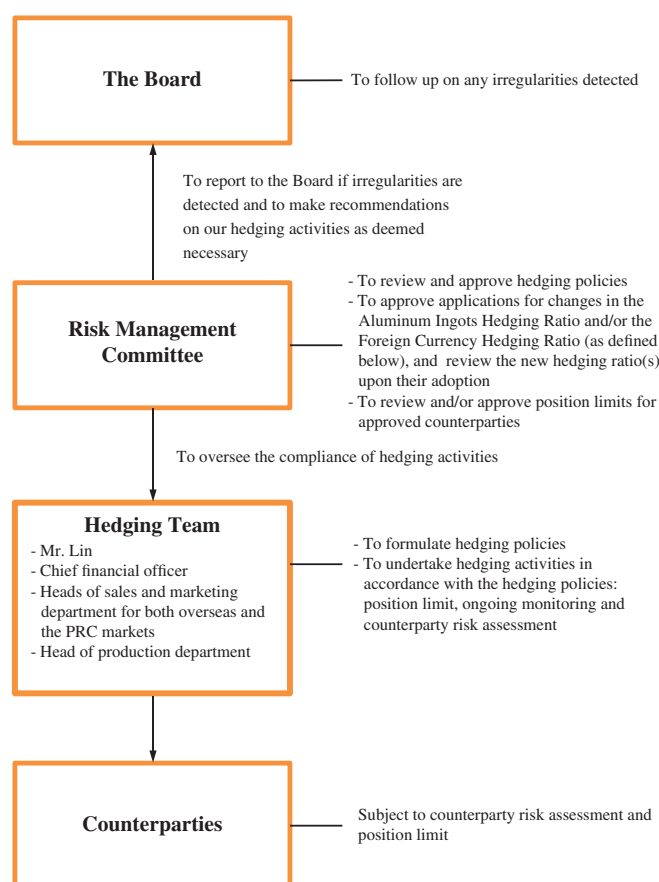 The Board
To follow up on any irregularities detected
To report to the Board if irregularities are
detected and to make recommendations
on our hedging activities as deemed
necessary
Risk Management
Committee
- To review and approve hedging policies
- To approve applications for changes in the
Aluminum Ingots Hedging Ratio and/or the
Foreign Currency Hedging Ratio (as defined
below), and review the new hedging ratio(s)
upon their adoption
- To review and/or approve position limits for
approved counterparties
To oversee the compliance of hedging activities
Hedging Team
- Mr. Lin
- Chief financial officer
- Heads of sales and marketing
department for both overseas and
the PRC markets
- Head of production department
- To formulate hedging policies
- To undertake hedging activities in
accordance with the hedging policies:
position limit, ongoing monitoring and
counterparty risk assessment
Counterparties
Subject to counterparty risk assessment and
position limit